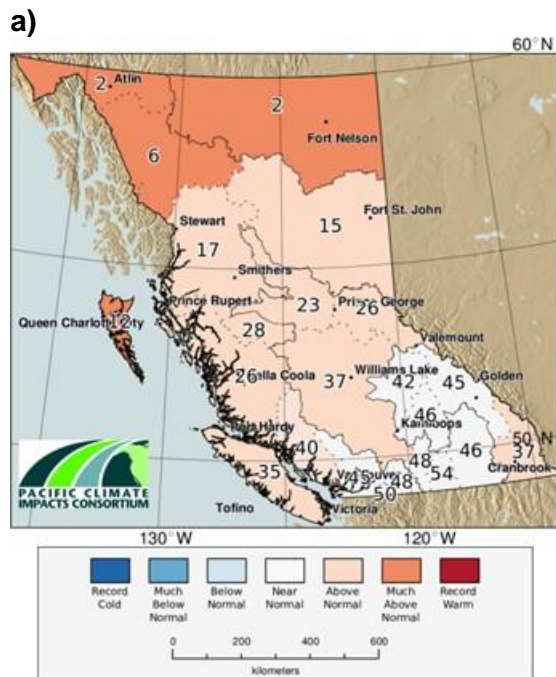 a)
60°N
2 Atlin
2
Fort Nelson
6
15 Fort St. John
Stewart
17
Smithers
Prince Rupert
23 Prince George
26
Queen Charlotte City
12
28
Valemount
26 Bella Coola
37 Williams Lake
42 45 Golden
46
Kamloops
Port Hardy
40
50
N
37
46
48
Cranbrook
35
54
Vancouver
48
50
Tofino
Victoria
PACIFIC CLIMATE
IMPACTS CONSORTIUM
130°W 120°W
Record Cold
Much Below Normal
Below Normal
Near Normal
Above Normal
Much Above Normal
Record Warm
0 200 400 600
kilometers